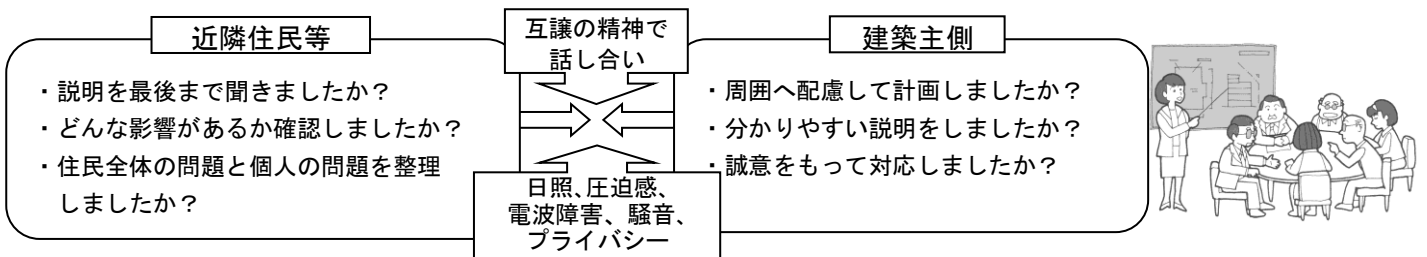 近隣住民等
・説明を最後まで聞きましたか？
・どんな影響があるか確認しましたか？
・住民全体の問題と個人の問題を整理
しましたか？
互譲の精神で
話し合い
日照、圧迫感、
電波障害、騒音、
プライバシー
建築主側
・周囲へ配慮して計画しましたか？
・分かりやすい説明をしましたか？
・誠意をもって対応しましたか？